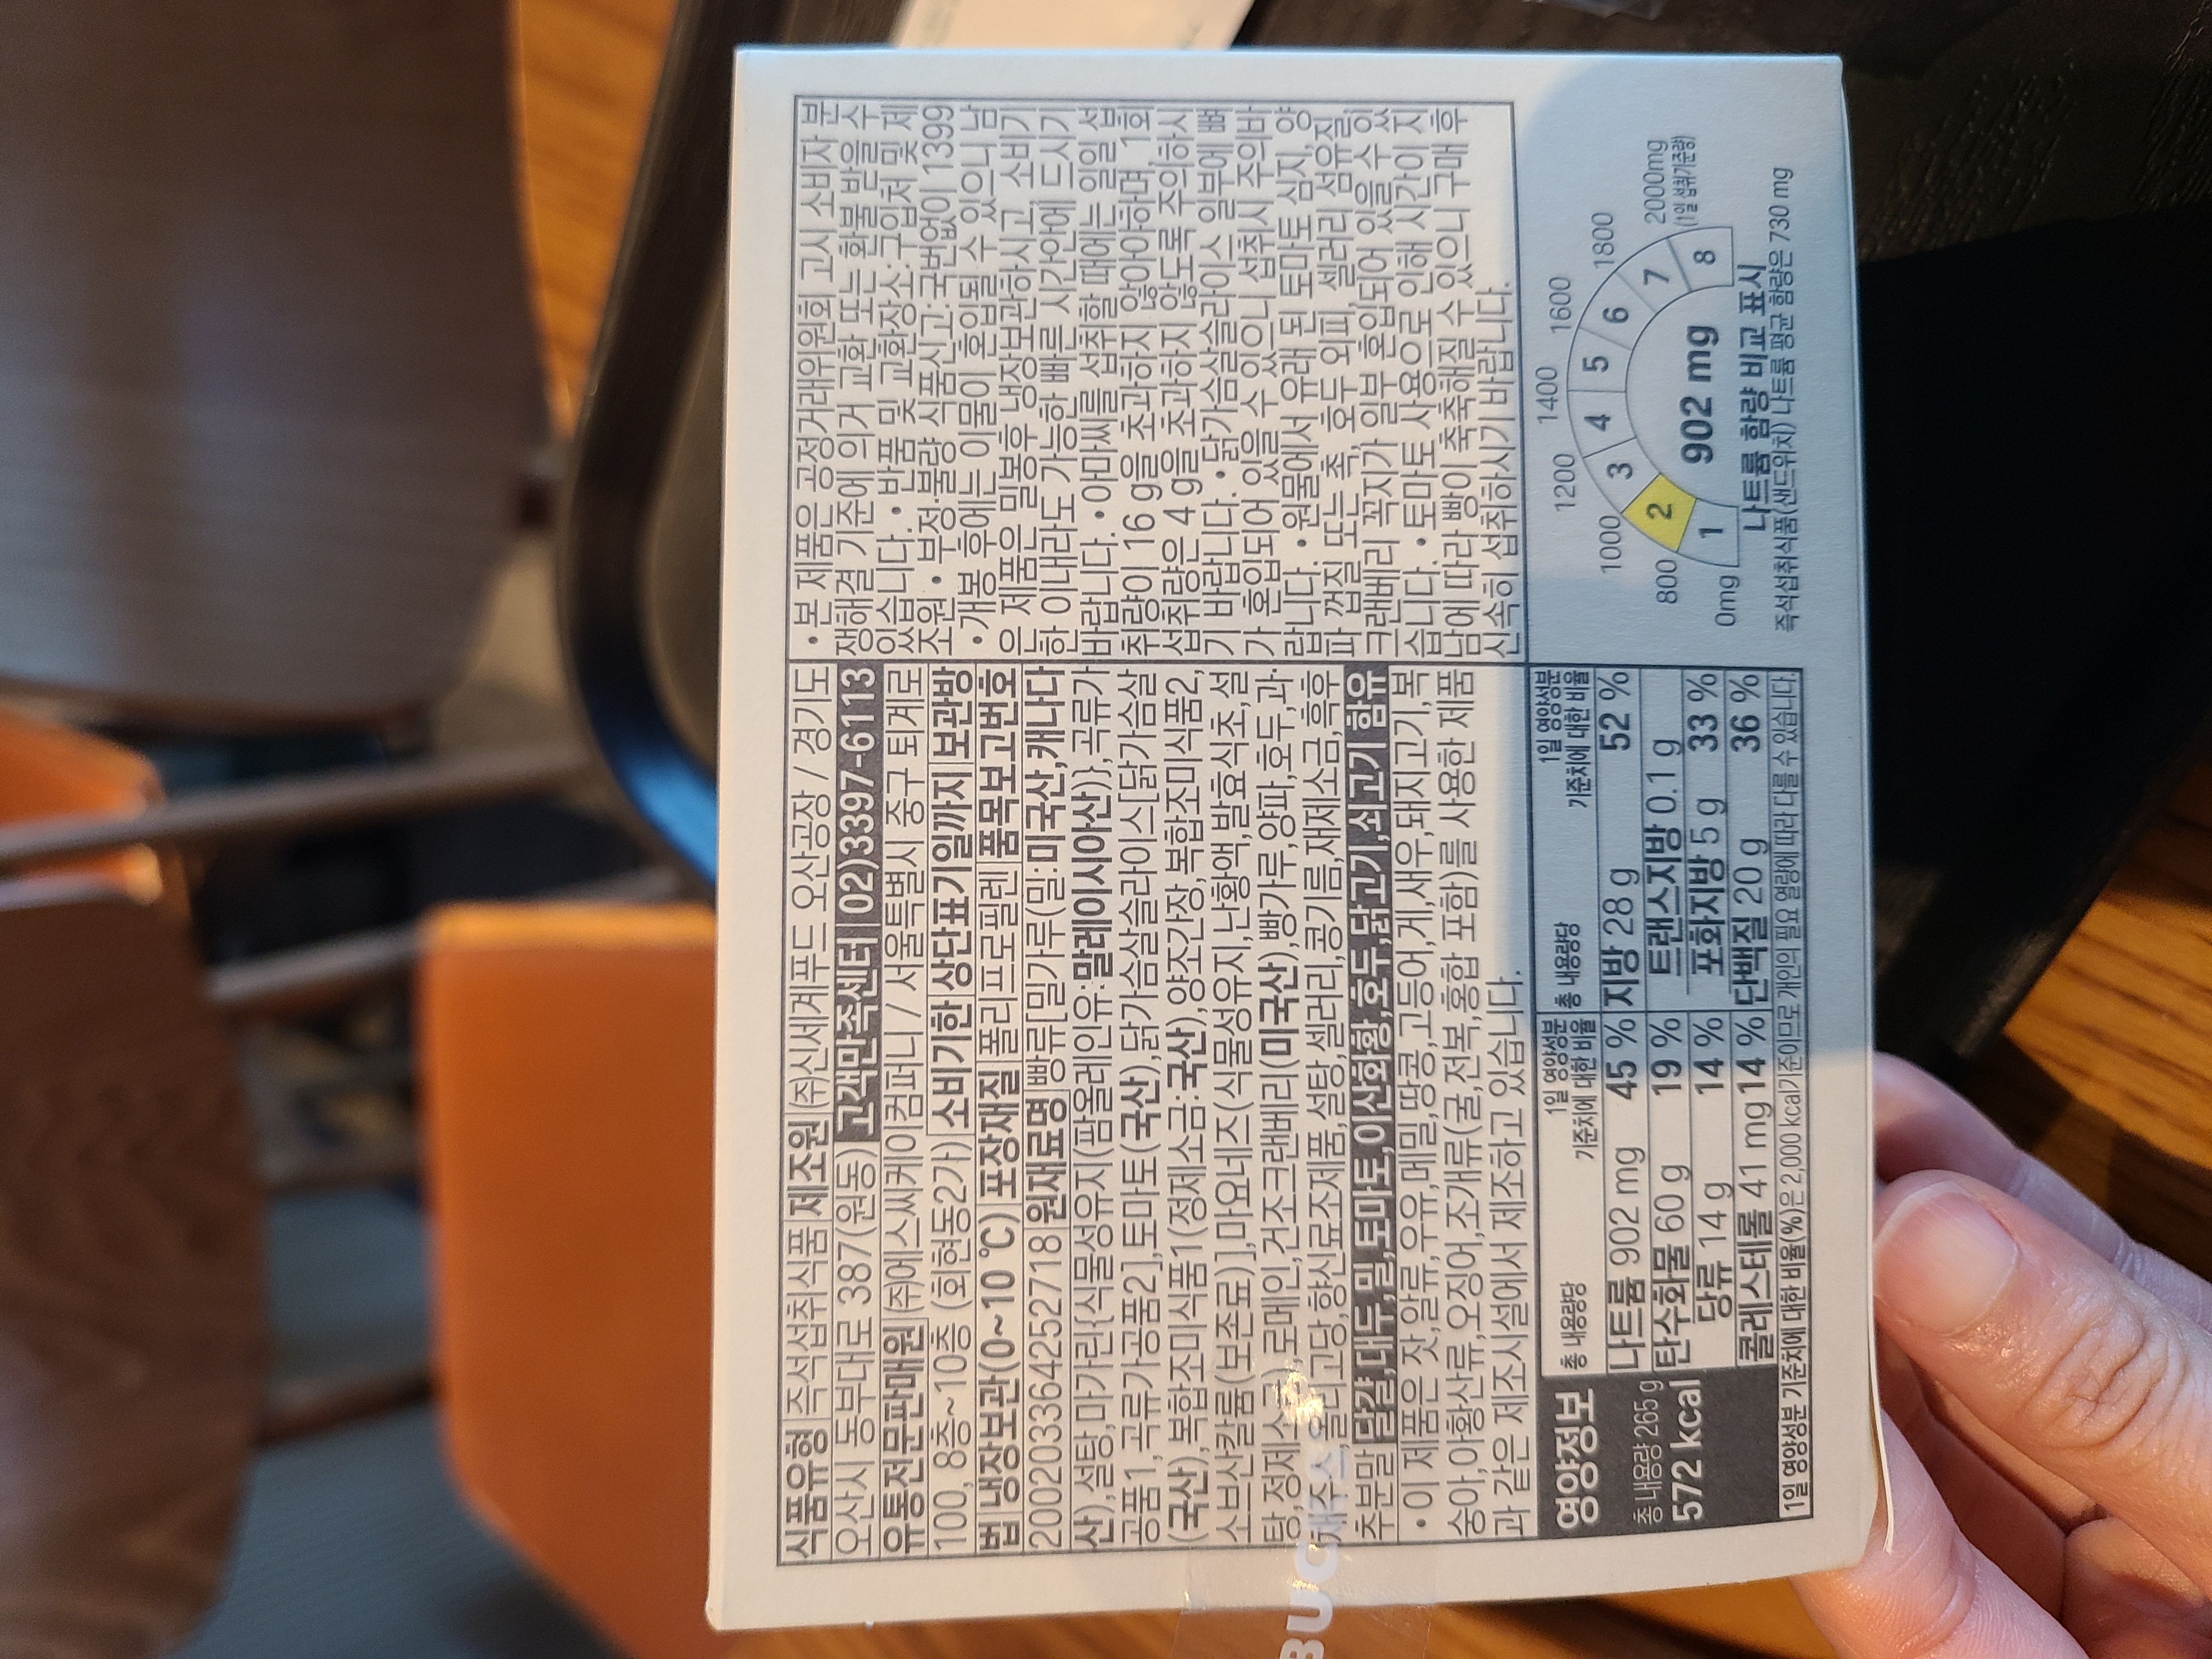 식품유형 즉석섭취식품 제조원 (주)신세계푸드 오산공장 / 경기도
오산시 동부대로 387(원동) 고객만족센터 02)3397-6113
유통전문판매원 (주)에스씨케이컴퍼니 / 서울특별시 중구 퇴계로
100, 8층~10층 (회현동2가) 소비기한 상단표기일까지 보관방
법 냉장보관(0~10 ℃) 포장재질 폴리프로필렌 품목보고번호
200203364252718 원재료명 빵류[밀가루(밀:미국산,캐나다
산),설탕,마가린{식물성유지(팜올레인유:말레이시아산)},곡류가
공품1,곡류가공품2],토마토(국산),닭가슴살슬라이스[닭가슴살
(국산),복합조미식품1(정제소금:국산),양조간장,복합조미식품2,
소브산칼륨(보존료)],마요네즈(식물성유지,난황액,발효식초,설
탕,정제소금),로메인,건조크랜베리(미국산),빵가루,양파,호두,과·
채주스,올리고당,향신료조제품,설탕,셀러리,콩기름,재제소금,흑후
추분말 달걀,대두,밀,토마토,이산화황,호두,닭고기,쇠고기 함유
• 이 제품은 잣,알류,우유,메밀,땅콩,고등어,게,새우,돼지고기,복
숭아,아황산류,오징어,조개류(굴,전복,홍합 포함)를 사용한 제품
과 같은 제조시설에서 제조하고 있습니다.
• 본 제품은 공정거래위원회 고시 소비자 분
쟁해결 기준에 의거 교환 또는 환불 받을 수
있습니다. • 반품 및 교환장소:구입처 및 제
조원 • 부정·불량 식품신고:국번없이 1399
• 개봉 후에는 이물이 혼입될 수 있으니 남
은 제품은 밀봉후 냉장보관하시고, 소비기
한 이내라도 가능한 빠른 시간안에 드시기
바랍니다. • 아마씨를 섭취할 때에는 일일 섭
취량이 16 g을 초과하지 않아야하며, 1회
섭취량은 4 g을 초과하지 않도록 주의하시
기 바랍니다. • 닭가슴살슬라이스 일부에 뼈
가 혼입되어 있을 수 있으니 섭취시 주의바
랍니다. • 원물에서 유래 된 토마토 심지, 양
파 껍질 또는 촉, 호두 외피, 셀러리 섬유질,
크랜베리 꼭지가 일부 혼입되어 있을 수 있
습니다. • 토마토 사용으로 인해 시간이 지
남에 따라 빵이 축축해질 수 있으니 구매 후
신속히 섭취하시기 바랍니다.
영양정보
총 내용량 265 g
572 kcal
총 내용량당 1일 영양성분 기준치에 대한 비율 총 내용량당 1일 영양성분 기준치에 대한 비율
나트륨 902 mg 45 % 지방 28 g 52 %
탄수화물 60 g 19 % 트랜스지방 0.1 g
당류 14 g 14 % 포화지방 5 g 33 %
콜레스테롤 41 mg 14 % 단백질 20 g 36 %
1일 영양성분 기준치에 대한 비율(%)은 2,000 kcal기준이므로 개인의 필요 열량에 따라 다를 수 있습니다.
0mg 800 1000 1200 1400 1600 1800 2000mg
(1일 섭취기준량)
1 2 3 4 5 6 7 8
902 mg
나트륨 함량 비교 표시
즉석섭취식품(샌드위치) 나트륨 평균 함량은 730 mg
BUC